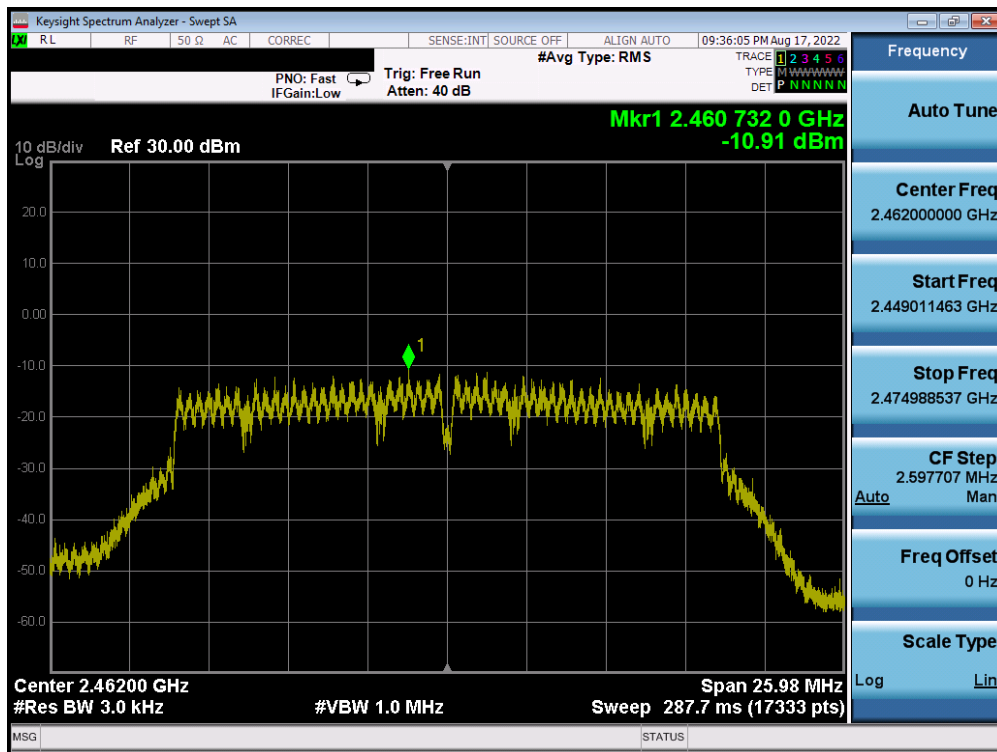 Keysight Spectrum Analyzer - Swept SA
LXI RL RF 50 Ω AC CORREC SENSE:INT SOURCE OFF ALIGN AUTO 09:36:05 PM Aug 17, 2022
PNO: Fast
IFGain:Low
Trig: Free Run
Atten: 40 dB
#Avg Type: RMS
TRACE 1 2 3 4 5 6
TYPE M WWWWW
DET P N N N N N
Mkr1 2.460 732 0 GHz
-10.91 dBm
10 dB/div Ref 30.00 dBm
Log
20.0
10.0
0.00
-10.0
-20.0
-30.0
-40.0
-50.0
-60.0
1
Center 2.46200 GHz Span 25.98 MHz
#Res BW 3.0 kHz #VBW 1.0 MHz Sweep 287.7 ms (17333 pts)
MSG STATUS
Frequency
Auto Tune
Center Freq
2.462000000 GHz
Start Freq
2.449011463 GHz
Stop Freq
2.474988537 GHz
CF Step
2.597707 MHz
Auto Man
Freq Offset
0 Hz
Scale Type
Log Lin